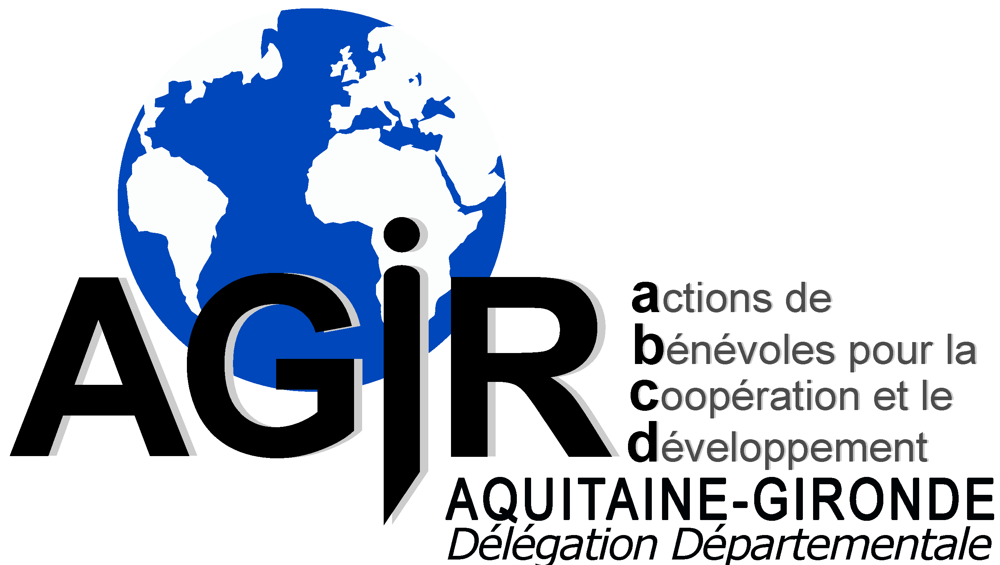 AGiR
actions de
bénévoles pour la
coopération et le
développement
AQUITAINE-GIRONDE
Délégation Départementale